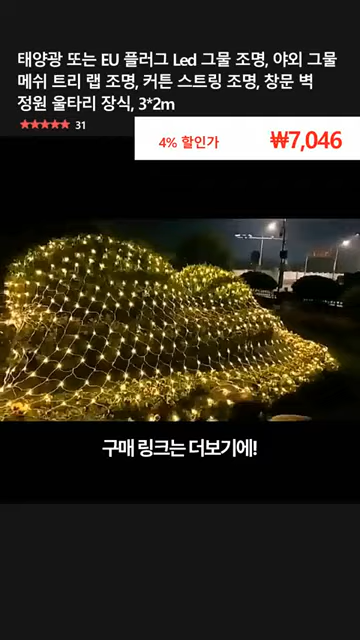 태양광 또는 EU 플러그 Led 그물 조명, 야외 그물
메쉬 트리 랩 조명, 커튼 스트링 조명, 창문 벽
정원 울타리 장식, 3*2m
★★★★★ 31
4% 할인가 ₩7,046
구매 링크는 더보기에!